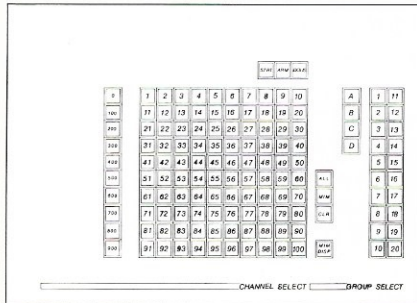 ARM
0 1 2 3 4 5 6 7 8 9 10 A 1 11
100 11 12 13 14 15 16 17 18 19 20 B 2 12
200 21 22 23 24 25 26 27 28 29 30 C 3 13
300 31 32 33 34 35 36 37 38 39 40 D 4 14
400 41 42 43 44 45 46 47 48 49 50 5 15
500 51 52 53 54 55 56 57 58 59 60 ALL 6 16
600 61 62 63 64 65 66 67 68 69 70 MIM 7 17
700 71 72 73 74 75 76 77 78 79 80 CLR 8 18
800 81 82 83 84 85 86 87 88 89 90 9 19
900 91 92 93 94 95 96 97 98 99 100 MIM DISP 10 20
CHANNEL SELECT GROUP SELECT